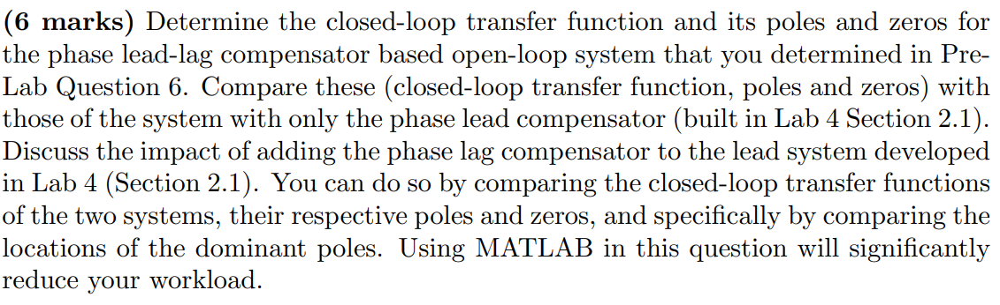 (6 marks) Determine the closed-loop transfer function and its poles and zeros for
the phase lead-lag compensator based open-loop system that you determined in Pre-
Lab Question 6. Compare these (closed-loop transfer function, poles and zeros) with
those of the system with only the phase lead compensator (built in Lab 4 Section 2.1).
Discuss the impact of adding the phase lag compensator to the lead system developed
in Lab 4 (Section 2.1). You can do so by comparing the closed-loop transfer functions
of the two systems, their respective poles and zeros, and specifically by comparing the
locations of the dominant poles. Using MATLAB in this question will significantly
reduce your workload.